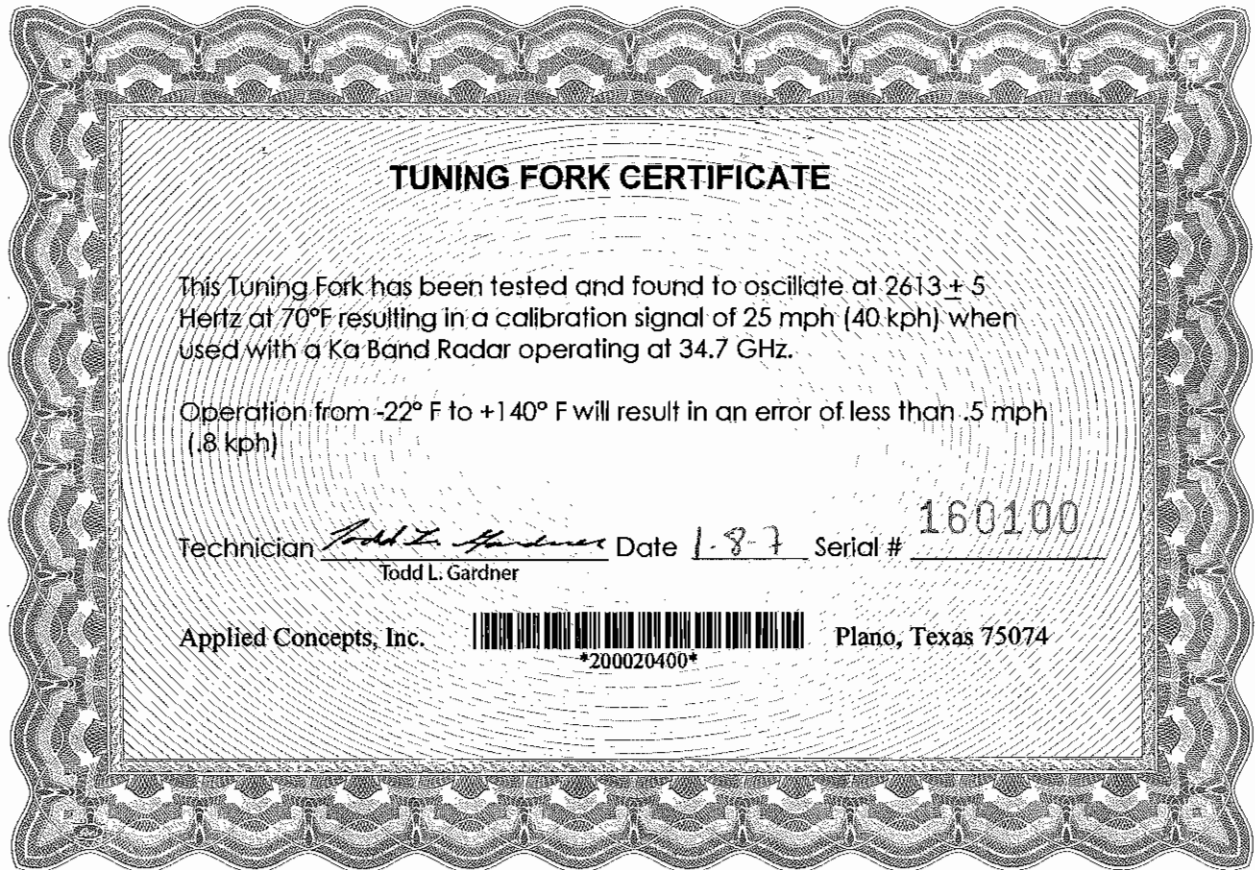 TUNING FORK CERTIFICATE
This Tuning Fork has been tested and found to oscillate at 2613 ± 5
Hertz at 70°F resulting in a calibration signal of 25 mph (40 kph) when
used with a Ka Band Radar operating at 34.7 GHz.
Operation from -22° F to +140° F will result in an error of less than .5 mph
(.8 kph)
Technician Todd L. Gardner Date 1-8-7 Serial # 160100
Todd L. Gardner
Applied Concepts, Inc. Plano, Texas 75074
*200020400*